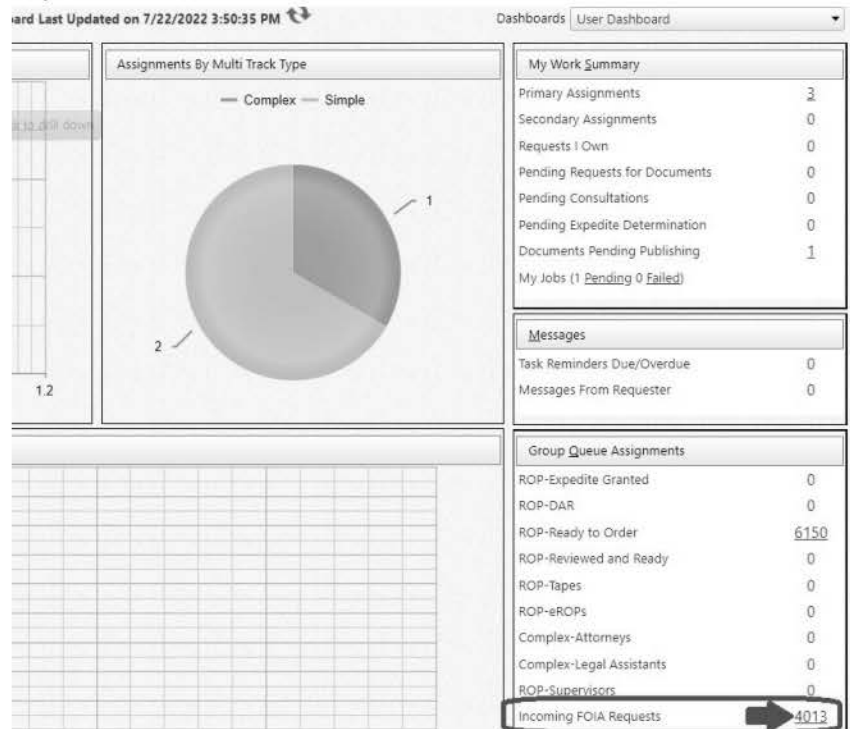 ard Last Updated on 7/22/2022 3:50:35 PM
Dashboards User Dashboard
Assignments By Multi Track Type
Complex Simple
1
2
1.2
My Work Summary
Primary Assignments 3
Secondary Assignments 0
Requests I Own 0
Pending Requests for Documents 0
Pending Consultations 0
Pending Expedite Determination 0
Documents Pending Publishing 1
My Jobs (1 Pending 0 Failed)
Messages
Task Reminders Due/Overdue 0
Messages From Requester 0
Group Queue Assignments
ROP-Expedite Granted 0
ROP-DAR 0
ROP-Ready to Order 6150
ROP-Reviewed and Ready 0
ROP-Tapes 0
ROP-eROPs 0
Complex-Attorneys 0
Complex-Legal Assistants 0
ROP-Supervisors 0
Incoming FOIA Requests 4013